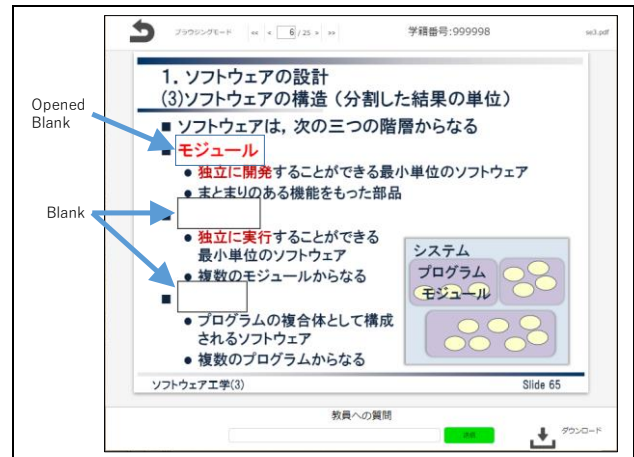 ブラウジングモード << < 6 / 25 > >> 学籍番号:999998 se3.pdf
1. ソフトウェアの設計
(3)ソフトウェアの構造（分割した結果の単位）
■ ソフトウェアは，次の三つの階層からなる
Opened
Blank
■ モジュール
● 独立に開発することができる最小単位のソフトウェア
● まとまりのある機能をもった部品
Blank
■
● 独立に実行することができる
最小単位のソフトウェア
● 複数のモジュールからなる
■
● プログラムの複合体として構成
されるソフトウェア
● 複数のプログラムからなる
システム
プログラム
モジュール
ソフトウェア工学(3) Slide 65
教員への質問
ダウンロード